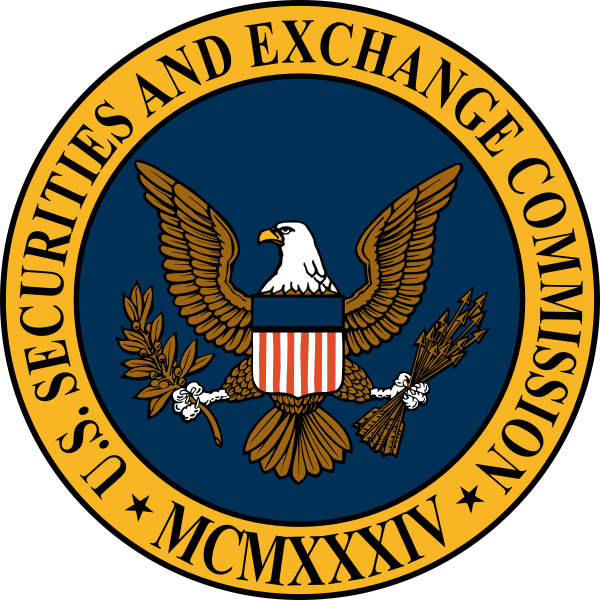 U.S. SECURITIES AND EXCHANGE COMMISSION
MCMXXXIV